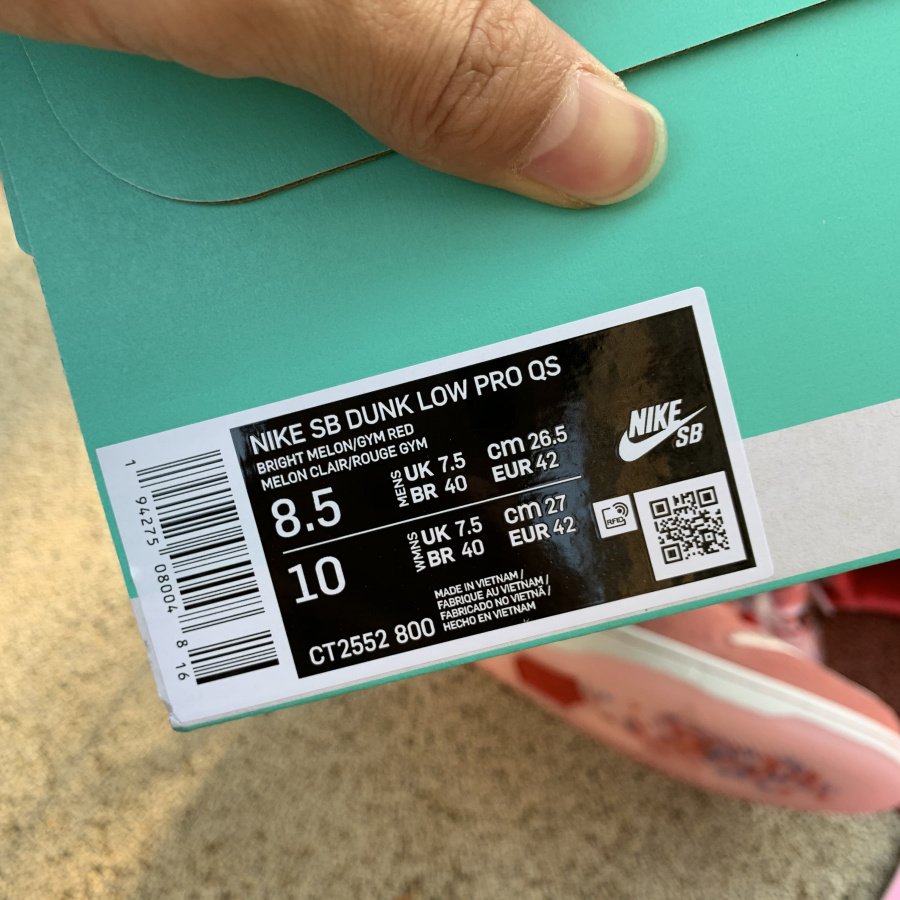 NIKE SB DUNK LOW PRO QS
BRIGHT MELON/GYM RED
MELON CLAIR/ROUGE GYM
8.5
MENS
UK 7.5
BR 40
cm 26.5
EUR 42
10
WMNS
UK 7.5
BR 40
cm 27
EUR 42
CT2552 800
MADE IN VIETNAM /
FABRIQUE AU VIETNAM /
FABRICADO NO VIETNÃ /
HECHO EN VIETNAM
NIKE
SB
RFID
1 94275 08004 8 16